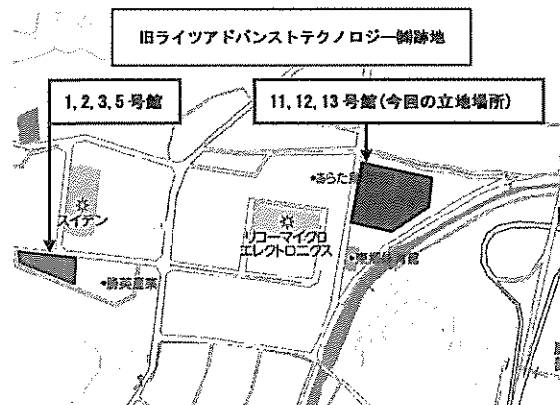 旧ライツアドバンストテクノロジー㈱跡地
1,2,3,5号館
11,12,13号館(今回の立地場所)
スイデン
リコーマイクロ
エレクトロニクス
勝英産業